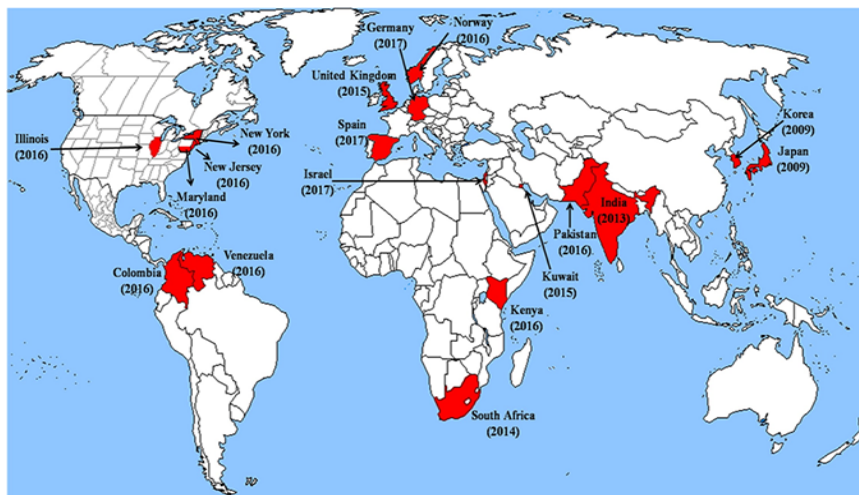 Germany
(2017)
Norway
(2016)
United Kingdom
(2015)
Spain
(2017)
Illinois
(2016)
New York
(2016)
New Jersey
(2016)
Maryland
(2016)
Korea
(2009)
Japan
(2009)
Israel
(2017)
India
(2013)
Pakistan
(2016)
Kuwait
(2015)
Venezuela
(2016)
Colombia
(2016)
Kenya
(2016)
South Africa
(2014)